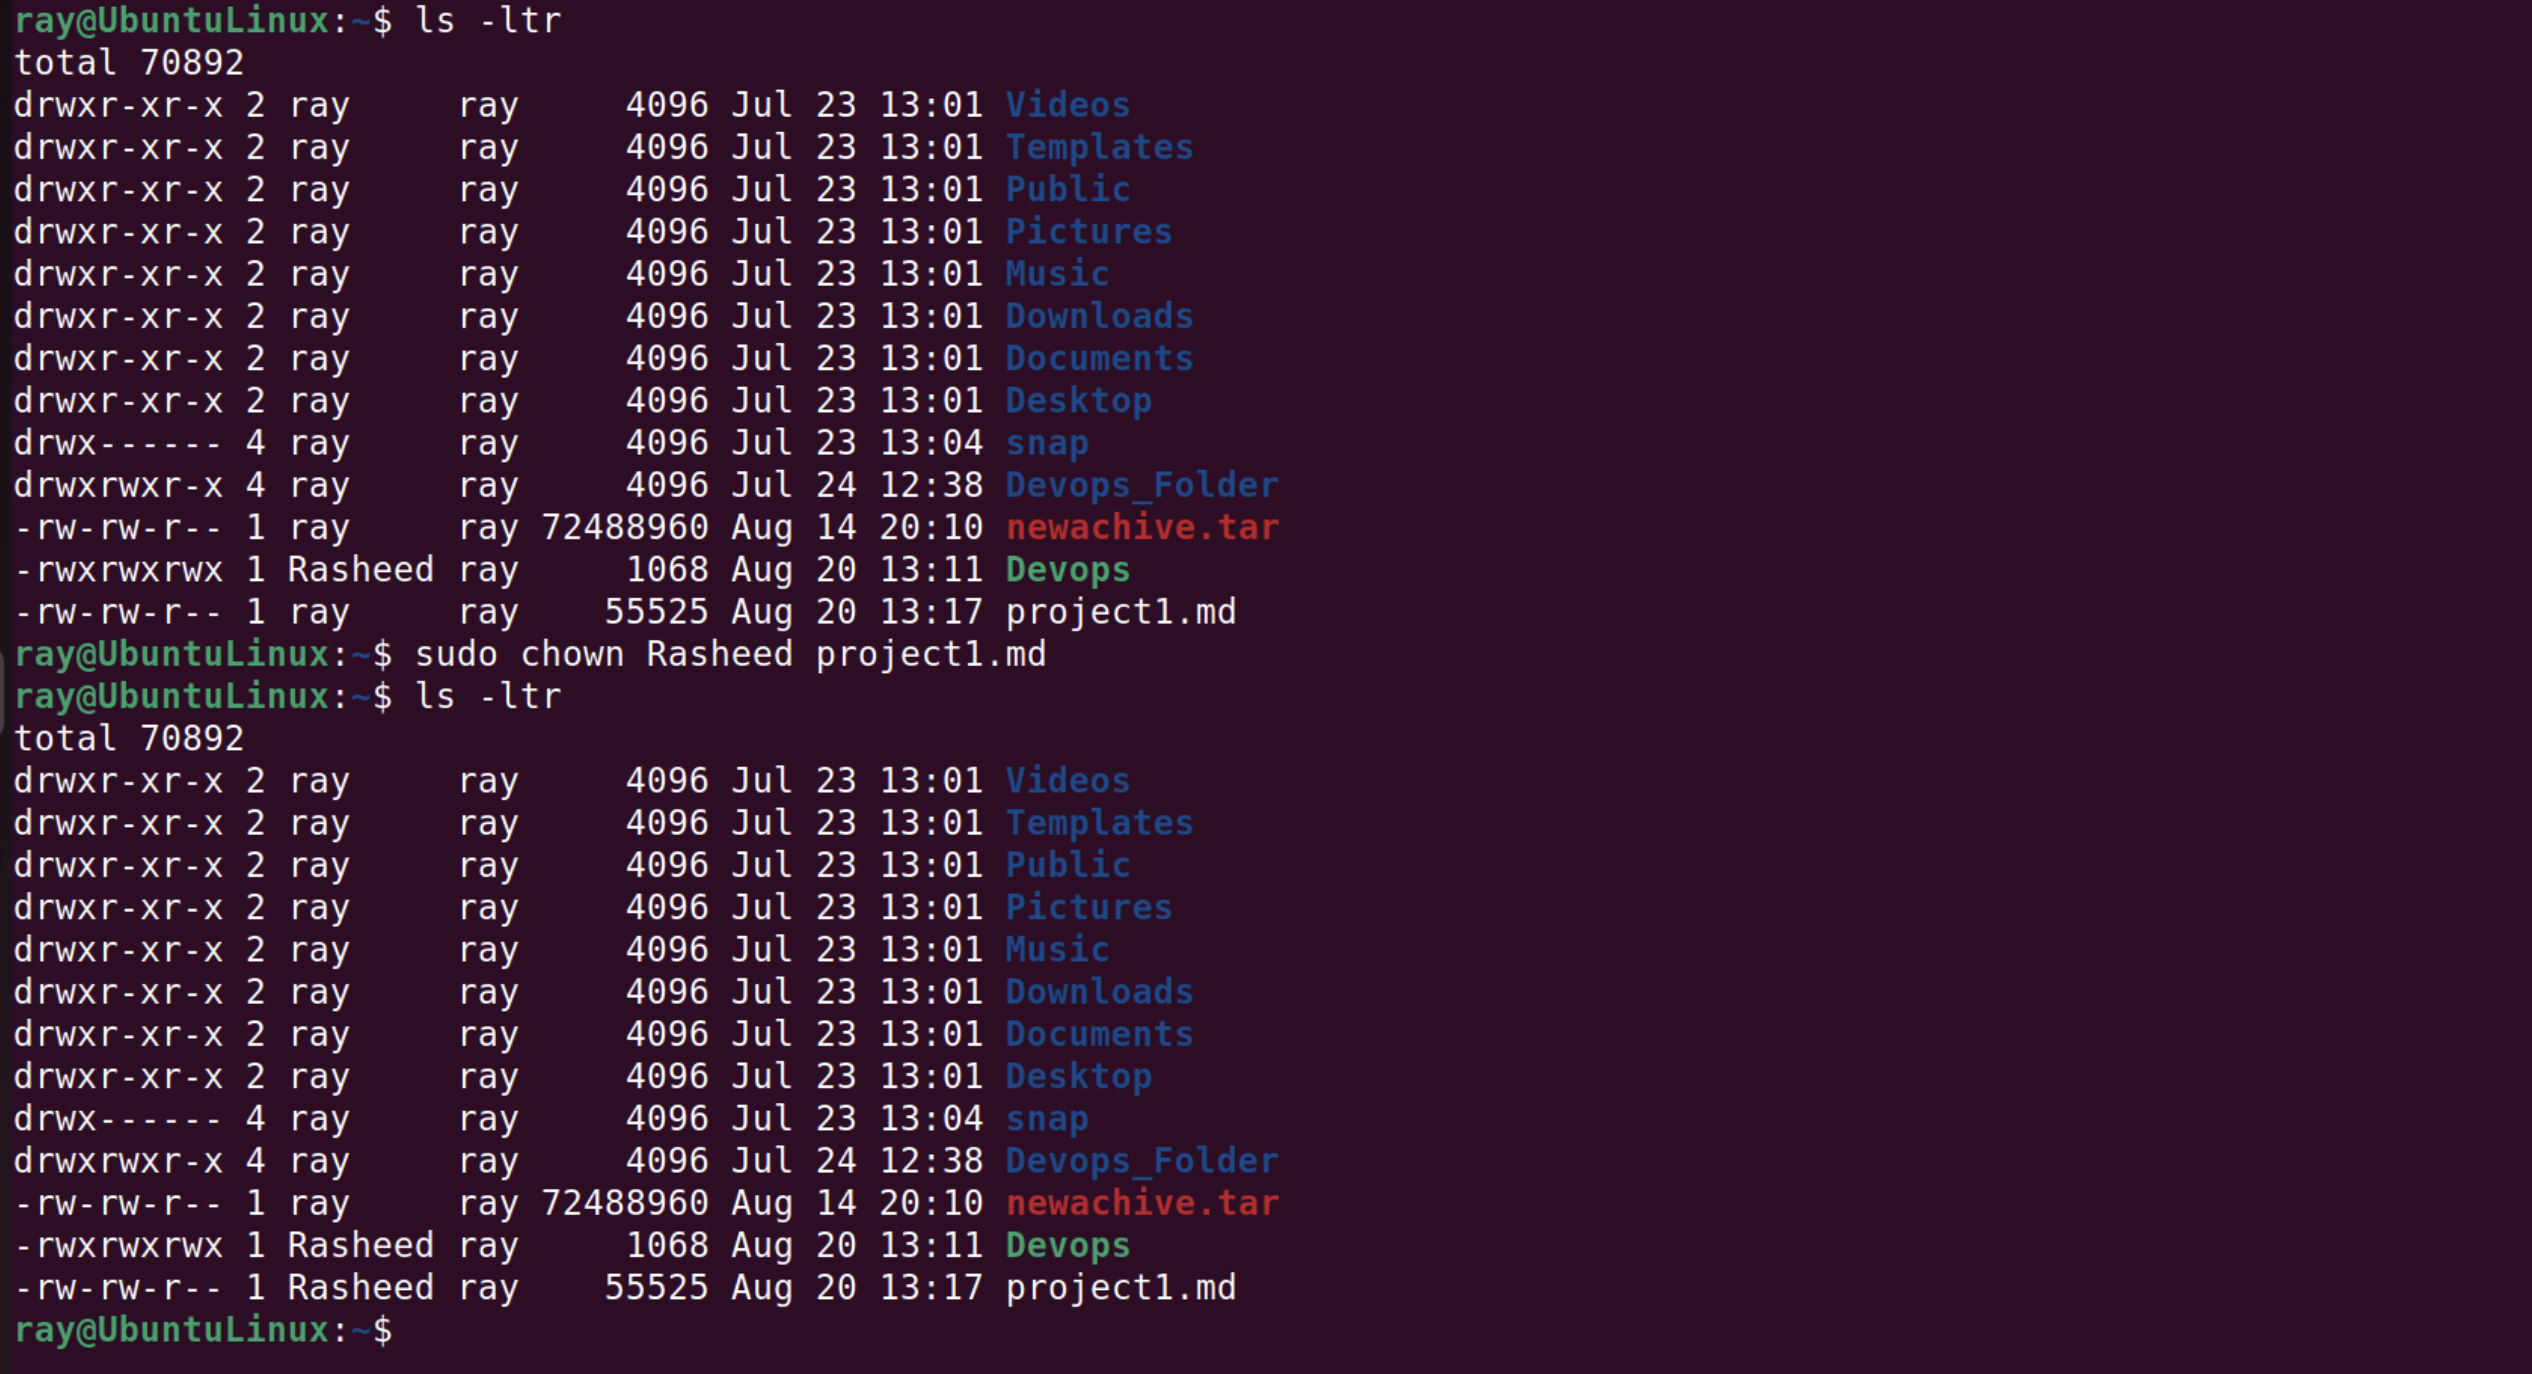 ray@UbuntuLinux:~$ ls -ltr
total 70892
drwxr-xr-x 2 ray     ray     4096 Jul 23 13:01 Videos
drwxr-xr-x 2 ray     ray     4096 Jul 23 13:01 Templates
drwxr-xr-x 2 ray     ray     4096 Jul 23 13:01 Public
drwxr-xr-x 2 ray     ray     4096 Jul 23 13:01 Pictures
drwxr-xr-x 2 ray     ray     4096 Jul 23 13:01 Music
drwxr-xr-x 2 ray     ray     4096 Jul 23 13:01 Downloads
drwxr-xr-x 2 ray     ray     4096 Jul 23 13:01 Documents
drwxr-xr-x 2 ray     ray     4096 Jul 23 13:01 Desktop
drwx------ 4 ray     ray     4096 Jul 23 13:04 snap
drwxrwxr-x 4 ray     ray     4096 Jul 24 12:38 Devops_Folder
-rw-rw-r-- 1 ray     ray 72488960 Aug 14 20:10 newachive.tar
-rwxrwxrwx 1 Rasheed ray     1068 Aug 20 13:11 Devops
-rw-rw-r-- 1 ray     ray    55525 Aug 20 13:17 project1.md
ray@UbuntuLinux:~$ sudo chown Rasheed project1.md
ray@UbuntuLinux:~$ ls -ltr
total 70892
drwxr-xr-x 2 ray     ray     4096 Jul 23 13:01 Videos
drwxr-xr-x 2 ray     ray     4096 Jul 23 13:01 Templates
drwxr-xr-x 2 ray     ray     4096 Jul 23 13:01 Public
drwxr-xr-x 2 ray     ray     4096 Jul 23 13:01 Pictures
drwxr-xr-x 2 ray     ray     4096 Jul 23 13:01 Music
drwxr-xr-x 2 ray     ray     4096 Jul 23 13:01 Downloads
drwxr-xr-x 2 ray     ray     4096 Jul 23 13:01 Documents
drwxr-xr-x 2 ray     ray     4096 Jul 23 13:01 Desktop
drwx------ 4 ray     ray     4096 Jul 23 13:04 snap
drwxrwxr-x 4 ray     ray     4096 Jul 24 12:38 Devops_Folder
-rw-rw-r-- 1 ray     ray 72488960 Aug 14 20:10 newachive.tar
-rwxrwxrwx 1 Rasheed ray     1068 Aug 20 13:11 Devops
-rw-rw-r-- 1 Rasheed ray    55525 Aug 20 13:17 project1.md
ray@UbuntuLinux:~$